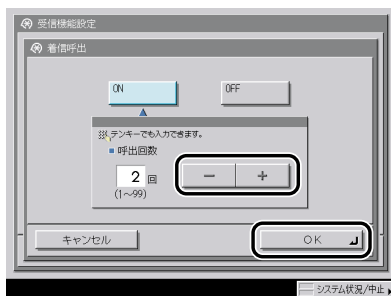 受信機能設定
着信呼出
ON OFF
テンキーでも入力できます。
■ 呼出回数
2 回 - +
(1～99)
キャンセル OK
システム状況/中止